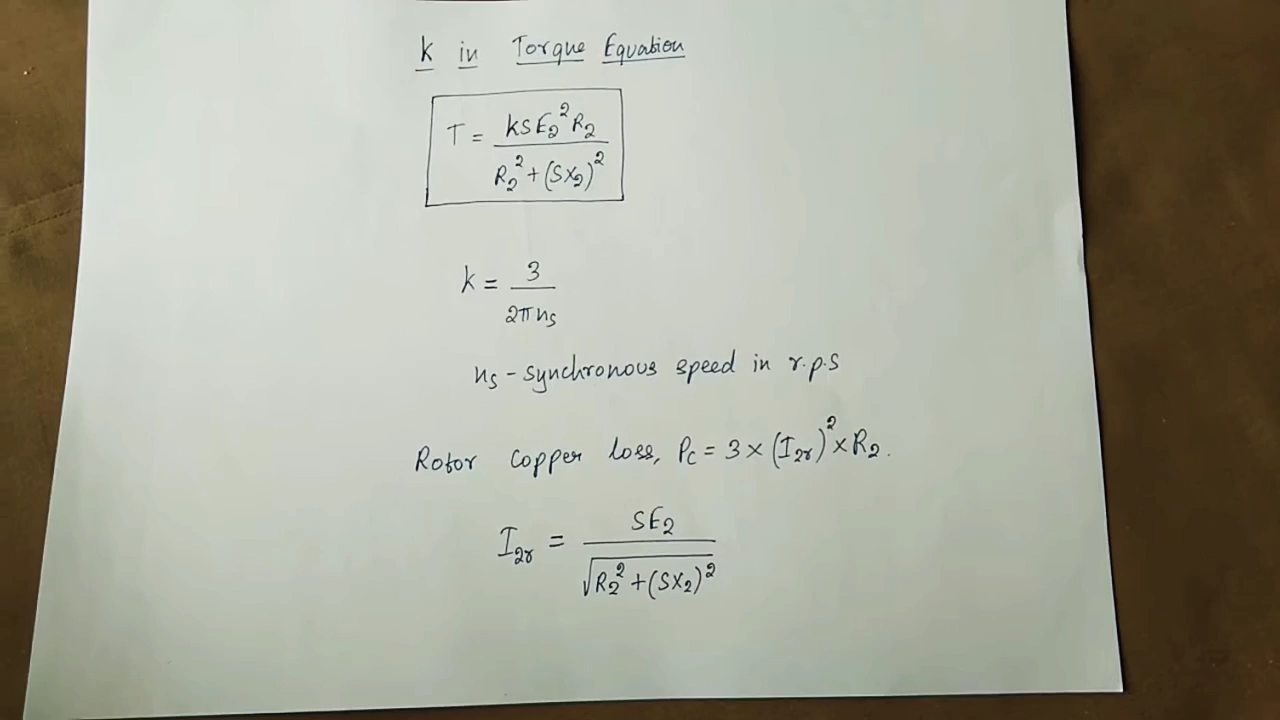 k in Torque Equation
T = kSE₂²R₂ / R₂² + (SX₂)²
k = 3 / 2πnₛ
nₛ - synchronous speed in r.p.s
Rotor copper loss, Pc = 3 × (I₂ᵣ)² × R₂.
I₂ᵣ = SE₂ / √R₂² + (SX₂)²